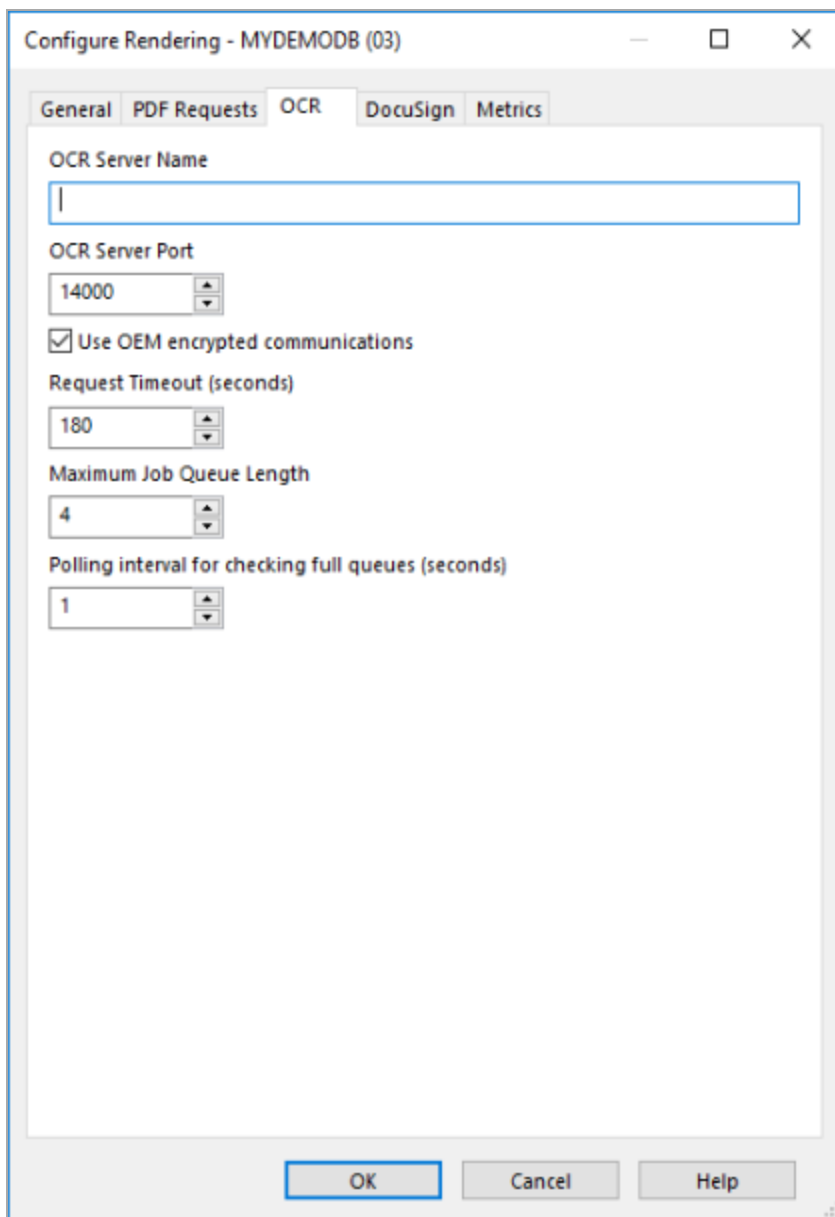 Configure Rendering - MYDEMODB (03)
General PDF Requests OCR DocuSign Metrics
OCR Server Name
OCR Server Port
14000
Use OEM encrypted communications
Request Timeout (seconds)
180
Maximum Job Queue Length
4
Polling interval for checking full queues (seconds)
1
OK Cancel Help